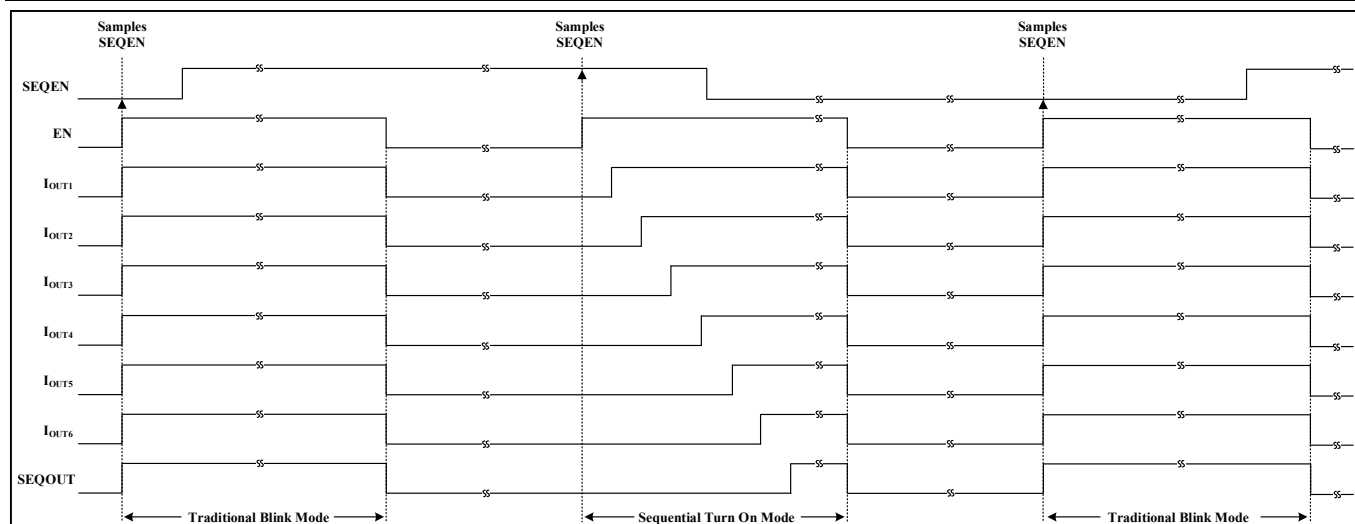 Samples
SEQEN
Samples
SEQEN
Samples
SEQEN
SEQEN
EN
IOUT1
IOUT2
IOUT3
IOUT4
IOUT5
IOUT6
SEQOUT
Traditional Blink Mode
Sequential Turn On Mode
Traditional Blink Mode